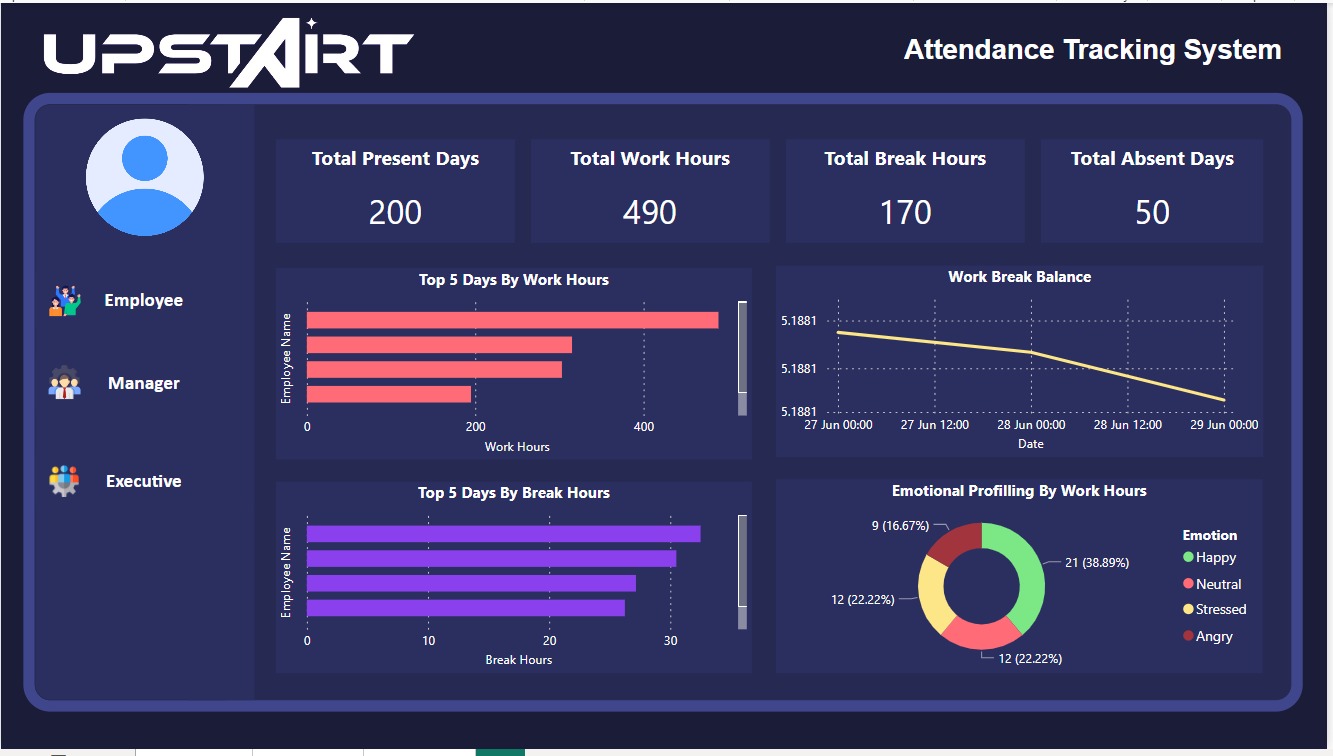 UPSTART
Attendance Tracking System
Employee
Manager
Executive
Total Present Days
200
Total Work Hours
490
Total Break Hours
170
Total Absent Days
50
Top 5 Days By Work Hours
Employee Name
0 200 400
Work Hours
Work Break Balance
5.1881
5.1881
5.1881
27 Jun 00:00 27 Jun 12:00 28 Jun 00:00 28 Jun 12:00 29 Jun 00:00
Date
Top 5 Days By Break Hours
Employee Name
0 10 20 30
Break Hours
Emotional Profilling By Work Hours
9 (16.67%)
21 (38.89%)
12 (22.22%)
12 (22.22%)
Emotion
Happy
Neutral
Stressed
Angry